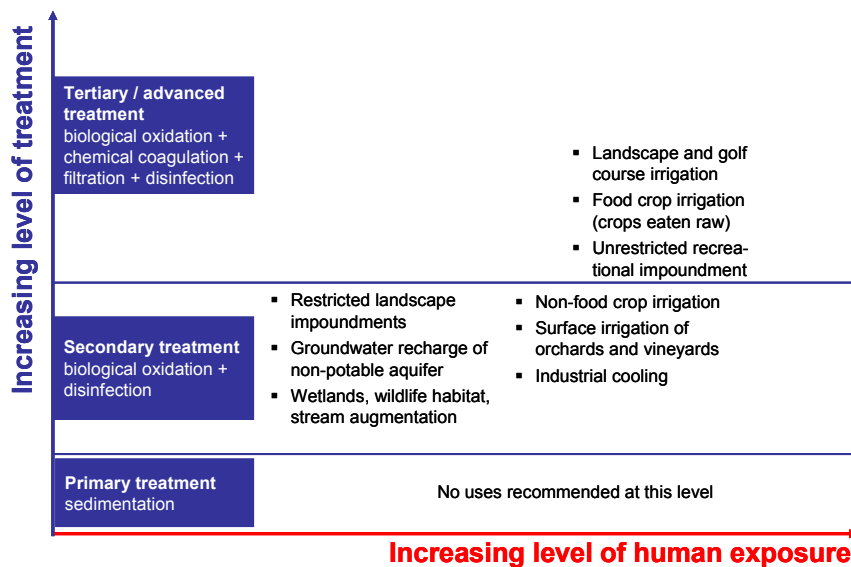 Increasing level of treatment
Tertiary / advanced
treatment
biological oxidation +
chemical coagulation +
filtration + disinfection
▪ Landscape and golf
course irrigation
▪ Food crop irrigation
(crops eaten raw)
▪ Unrestricted recrea-
tional impoundment
Secondary treatment
biological oxidation +
disinfection
▪ Restricted landscape
impoundments
▪ Groundwater recharge of
non-potable aquifer
▪ Wetlands, wildlife habitat,
stream augmentation
▪ Non-food crop irrigation
▪ Surface irrigation of
orchards and vineyards
▪ Industrial cooling
Primary treatment
sedimentation
No uses recommended at this level
Increasing level of human exposure